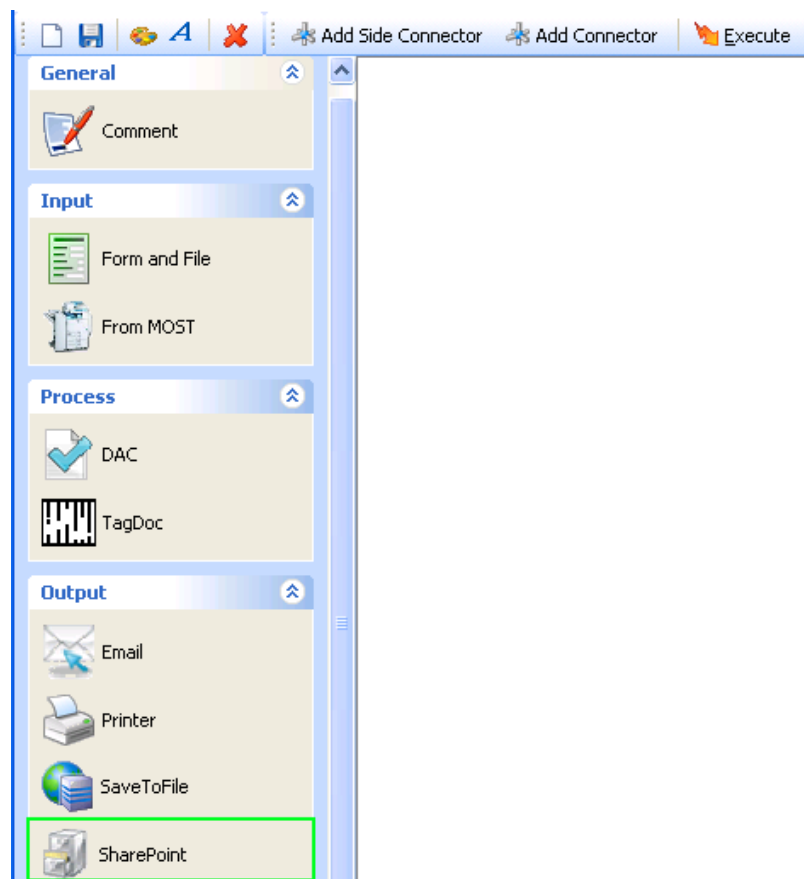 A Add Side Connector Add Connector Execute
General
Comment
Input
Form and File
From MOST
Process
DAC
TagDoc
Output
Email
Printer
SaveToFile
SharePoint